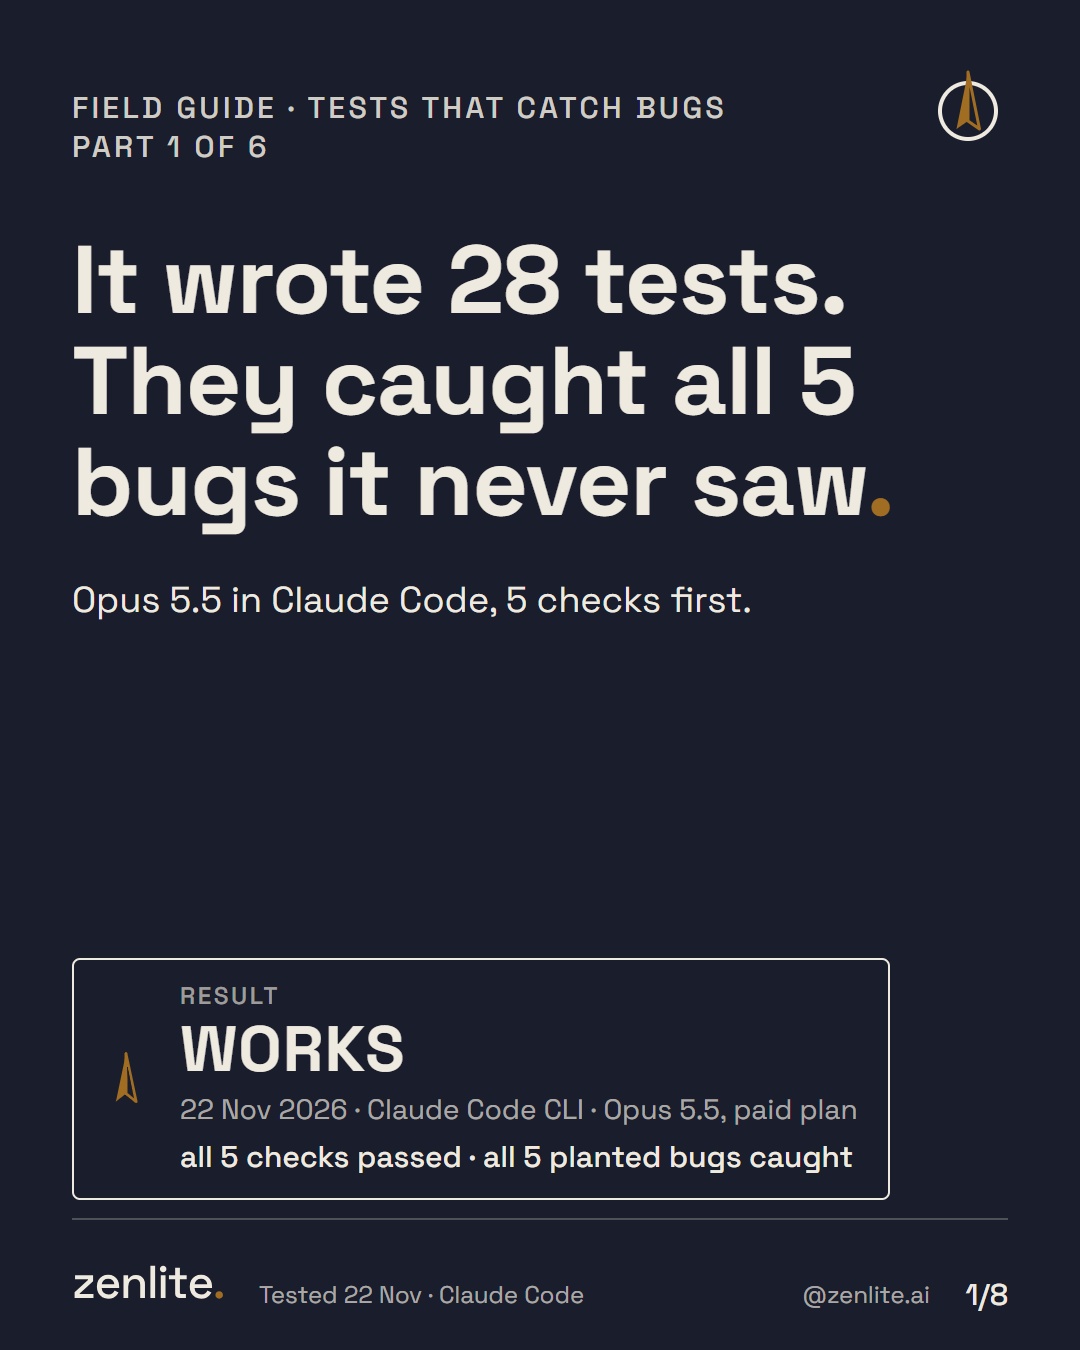 FIELD GUIDE · TESTS THAT CATCH BUGS
PART 1 OF 6
It wrote 28 tests.
They caught all 5
bugs it never saw.
Opus 5.5 in Claude Code, 5 checks first.
RESULT
WORKS
22 Nov 2026 · Claude Code CLI · Opus 5.5, paid plan
all 5 checks passed · all 5 planted bugs caught
zenlite.
Tested 22 Nov · Claude Code
@zenlite.ai
1/8